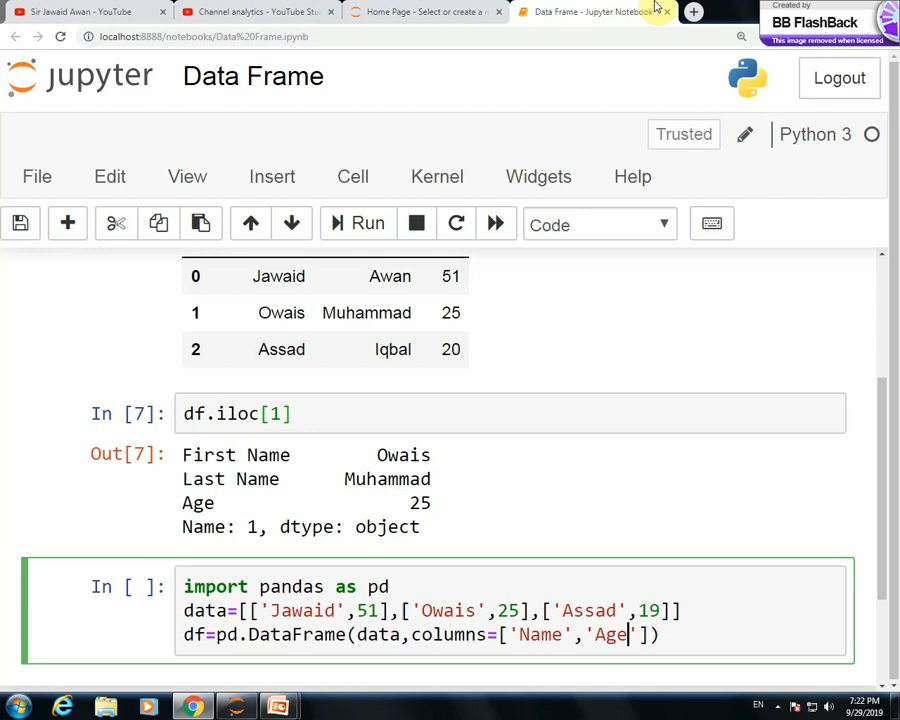 Sir Jawaid Awan - YouTube × Channel analytics - YouTube Stu × Home Page - Select or create a n × Data Frame - Jupyter Notebook × +
Created by
BB FlashBack
This image removed when licensed
localhost:8888/notebooks/Data%20Frame.ipynb
jupyter Data Frame
Logout
Trusted Python 3
File Edit View Insert Cell Kernel Widgets Help
Run Code
0 Jawaid Awan 51
1 Owais Muhammad 25
2 Assad Iqbal 20
In [7]: df.iloc[1]
Out[7]: First Name Owais
Last Name Muhammad
Age 25
Name: 1, dtype: object
In [ ]: import pandas as pd
data=[['Jawaid',51],['Owais',25],['Assad',19]]
df=pd.DataFrame(data,columns=['Name','Age'])
EN
7:22 PM
9/29/2019